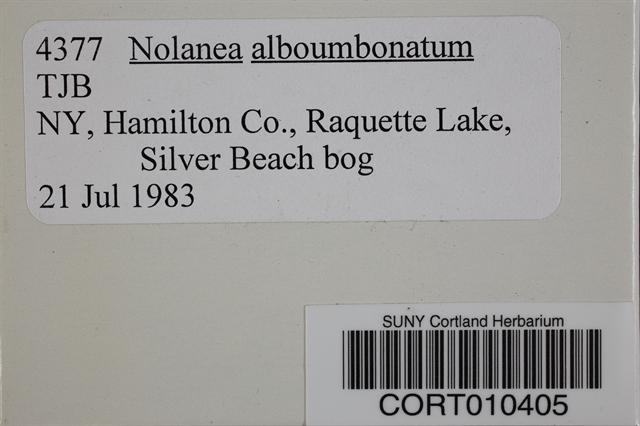 4377 Nolanea alboumbonatum
TJB
NY, Hamilton Co., Raquette Lake,
Silver Beach bog
21 Jul 1983
SUNY Cortland Herbarium
CORT010405